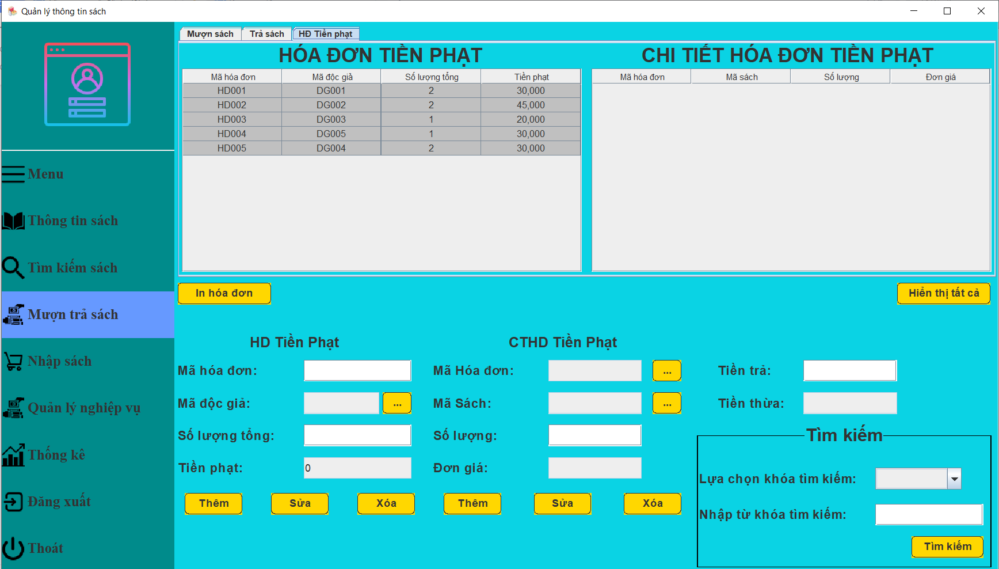 Quản lý thông tin sách
Menu
Thông tin sách
Tìm kiếm sách
Mượn trả sách
Nhập sách
Quản lý nghiệp vụ
Thống kê
Đăng xuất
Thoát
Mượn sách Trả sách HĐ Tiền phạt
HÓA ĐƠN TIỀN PHẠT
Mã hóa đơn Mã độc giả Số lượng tổng Tiền phạt
HD001 DG001 2 30,000
HD002 DG002 2 45,000
HD003 DG003 1 20,000
HD004 DG005 1 30,000
HD005 DG004 2 30,000
CHI TIẾT HÓA ĐƠN TIỀN PHẠT
Mã hóa đơn Mã sách Số lượng Đơn giá
In hóa đơn
Hiển thị tất cả
HD Tiền Phạt
Mã hóa đơn:
Mã độc giả: ...
Số lượng tổng:
Tiền phạt: 0
Thêm Sửa Xóa
CTHD Tiền Phạt
Mã Hóa đơn: ...
Mã Sách: ...
Số lượng:
Đơn giá:
Thêm Sửa Xóa
Tiền trả:
Tiền thừa:
Tìm kiếm
Lựa chọn khóa tìm kiếm:
Nhập từ khóa tìm kiếm:
Tìm kiếm